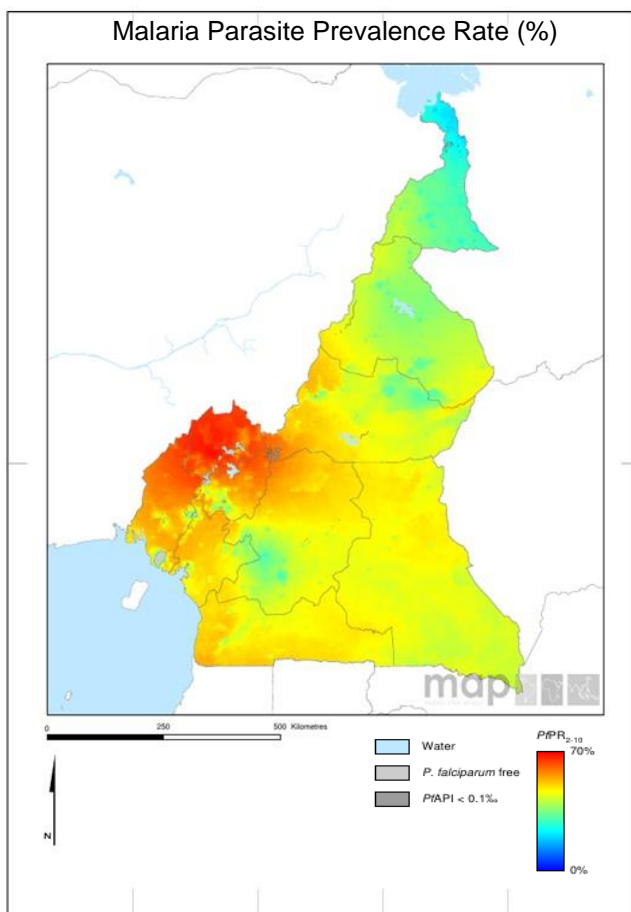 Malaria Parasite Prevalence Rate (%)
map
0 250 500 Kilometres
N
Water
P. falciparum free
PfAPI < 0.1‰
PfPR2-10
70%
0%